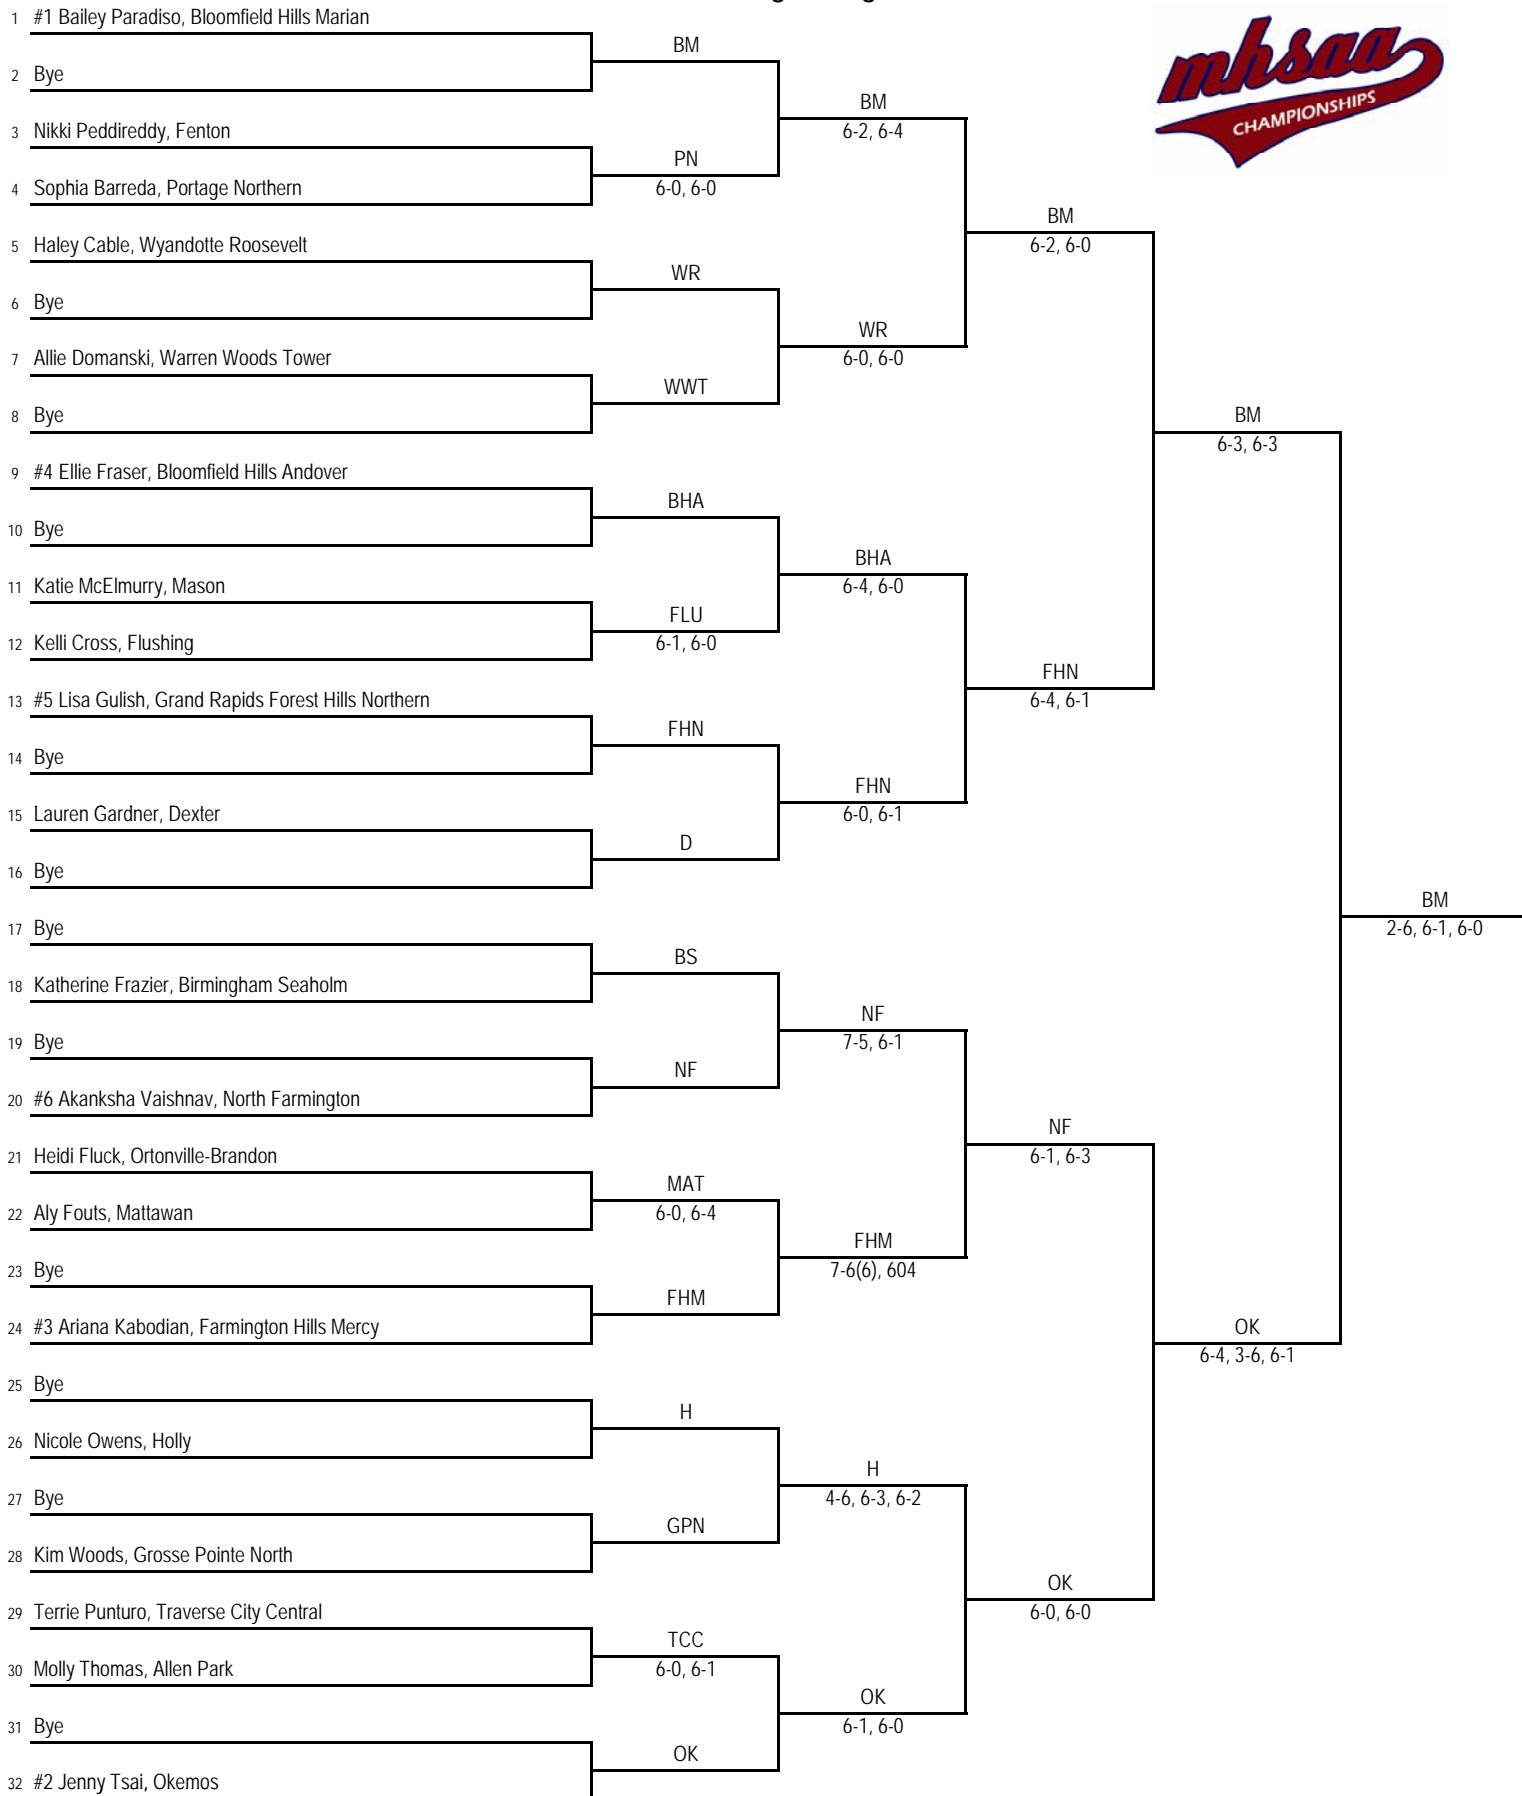 1 #1 Bailey Paradiso, Bloomfield Hills Marian
BM
2 Bye
mhsaa
CHAMPIONSHIPS
BM
6-2, 6-4
3 Nikki Peddireddy, Fenton
PN
6-0, 6-0
4 Sophia Barreda, Portage Northern
BM
6-2, 6-0
5 Haley Cable, Wyandotte Roosevelt
WR
6 Bye
WR
6-0, 6-0
7 Allie Domanski, Warren Woods Tower
WWT
8 Bye
BM
6-3, 6-3
9 #4 Ellie Fraser, Bloomfield Hills Andover
BHA
10 Bye
BHA
6-4, 6-0
11 Katie McElmurry, Mason
FLU
6-1, 6-0
12 Kelli Cross, Flushing
FHN
6-4, 6-1
13 #5 Lisa Gulish, Grand Rapids Forest Hills Northern
FHN
14 Bye
FHN
6-0, 6-1
15 Lauren Gardner, Dexter
D
16 Bye
BM
2-6, 6-1, 6-0
17 Bye
BS
18 Katherine Frazier, Birmingham Seaholm
NF
7-5, 6-1
19 Bye
NF
20 #6 Akanksha Vaishnav, North Farmington
NF
6-1, 6-3
21 Heidi Fluck, Ortonville-Brandon
MAT
6-0, 6-4
22 Aly Fouts, Mattawan
FHM
7-6(6), 604
23 Bye
FHM
24 #3 Ariana Kabodian, Farmington Hills Mercy
OK
6-4, 3-6, 6-1
25 Bye
H
26 Nicole Owens, Holly
H
4-6, 6-3, 6-2
27 Bye
GPN
28 Kim Woods, Grosse Pointe North
OK
6-0, 6-0
29 Terrie Punturo, Traverse City Central
TCC
6-0, 6-1
30 Molly Thomas, Allen Park
OK
6-1, 6-0
31 Bye
OK
32 #2 Jenny Tsai, Okemos